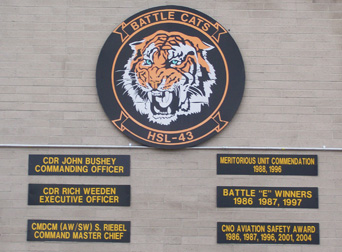 BATTLE CATS
HSL-43
CDR JOHN BUSHEY
COMMANDING OFFICER
CDR RICH WEEDEN
EXECUTIVE OFFICER
CMDCM (AW/SW) S. RIEBEL
COMMAND MASTER CHIEF
MERITORIOUS UNIT COMMENDATION
1988, 1996
BATTLE "E" WINNERS
1986 1987, 1997
CNO AVIATION SAFETY AWARD
1986, 1987, 1996, 2001, 2004